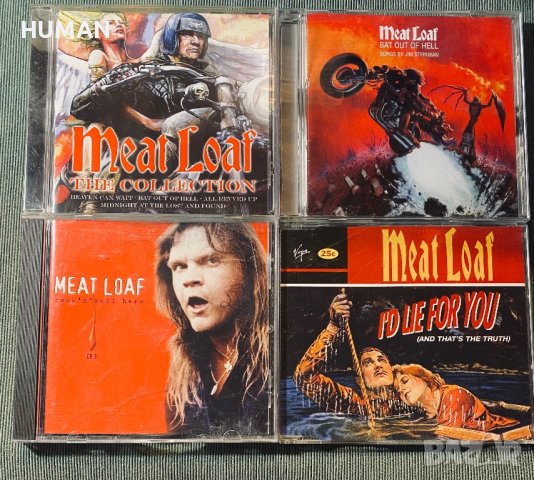 HUMAN
Meat Loaf
THE COLLECTION
HEAVEN CAN WAIT · BAT OUT OF HELL · ALL REVVED UP
MIDNIGHT AT THE LOST AND FOUND
Meat Loaf
BAT OUT OF HELL
SONGS BY JIM STEINMAN
MEAT LOAF
rock'n'roll hero
Virgin
25c
Meat Loaf
I'D LIE FOR YOU
(AND THAT'S THE TRUTH)